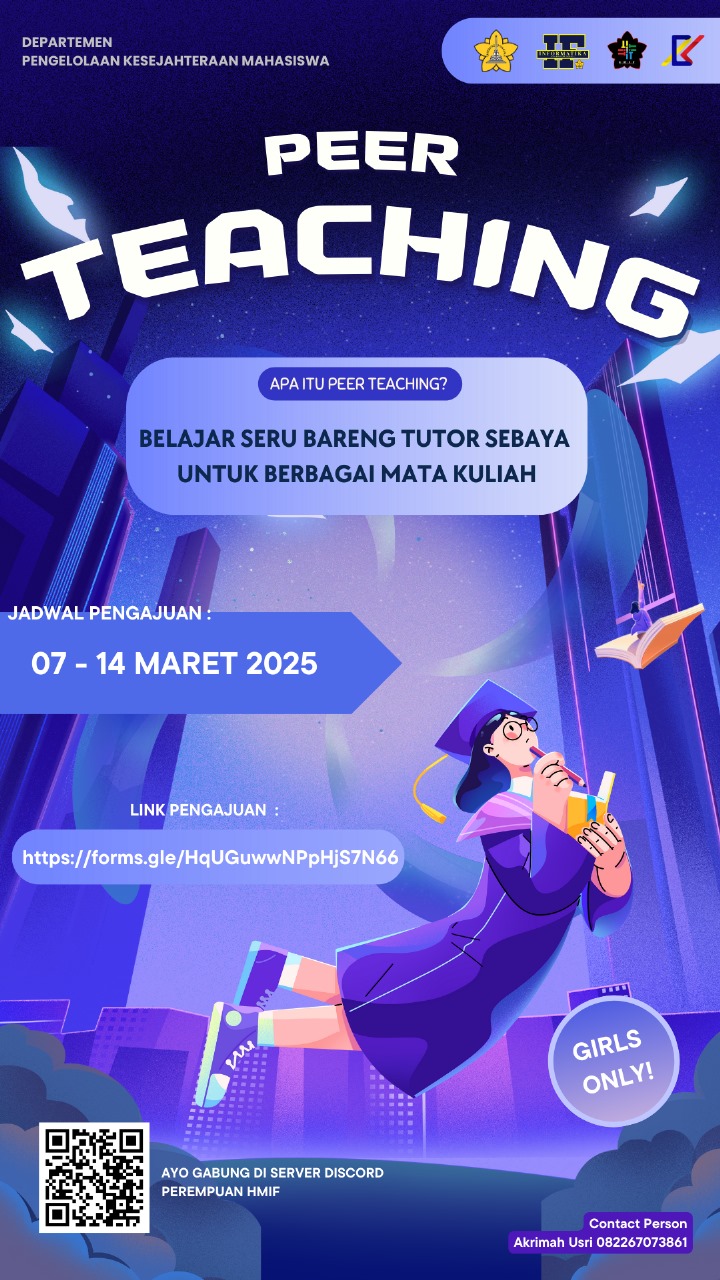 DEPARTEMEN
PENGELOLAAN KESEJAHTERAAN MAHASISWA
INFORMATIKA
PEER
TEACHING
APA ITU PEER TEACHING?
BELAJAR SERU BARENG TUTOR SEBAYA
UNTUK BERBAGAI MATA KULIAH
JADWAL PENGAJUAN :
07 - 14 MARET 2025
LINK PENGAJUAN :
https://forms.gle/HqUGuwwNPpHjS7N66
GIRLS
ONLY!
AYO GABUNG DI SERVER DISCORD
PEREMPUAN HMIF
Contact Person
Akrimah Usri 082267073861